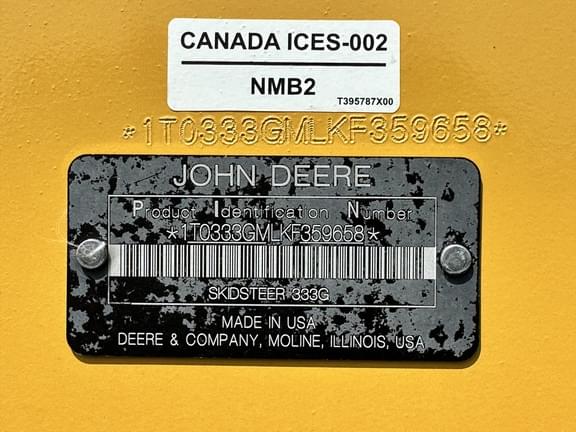 CANADA ICES-002
NMB2
T395787X00
*1T0333GMLKF359658*
JOHN DEERE
Product Identification Number
*1T0333GMLKF359658*
SKIDSTEER 333G
MADE IN USA
DEERE & COMPANY, MOLINE, ILLINOIS, USA